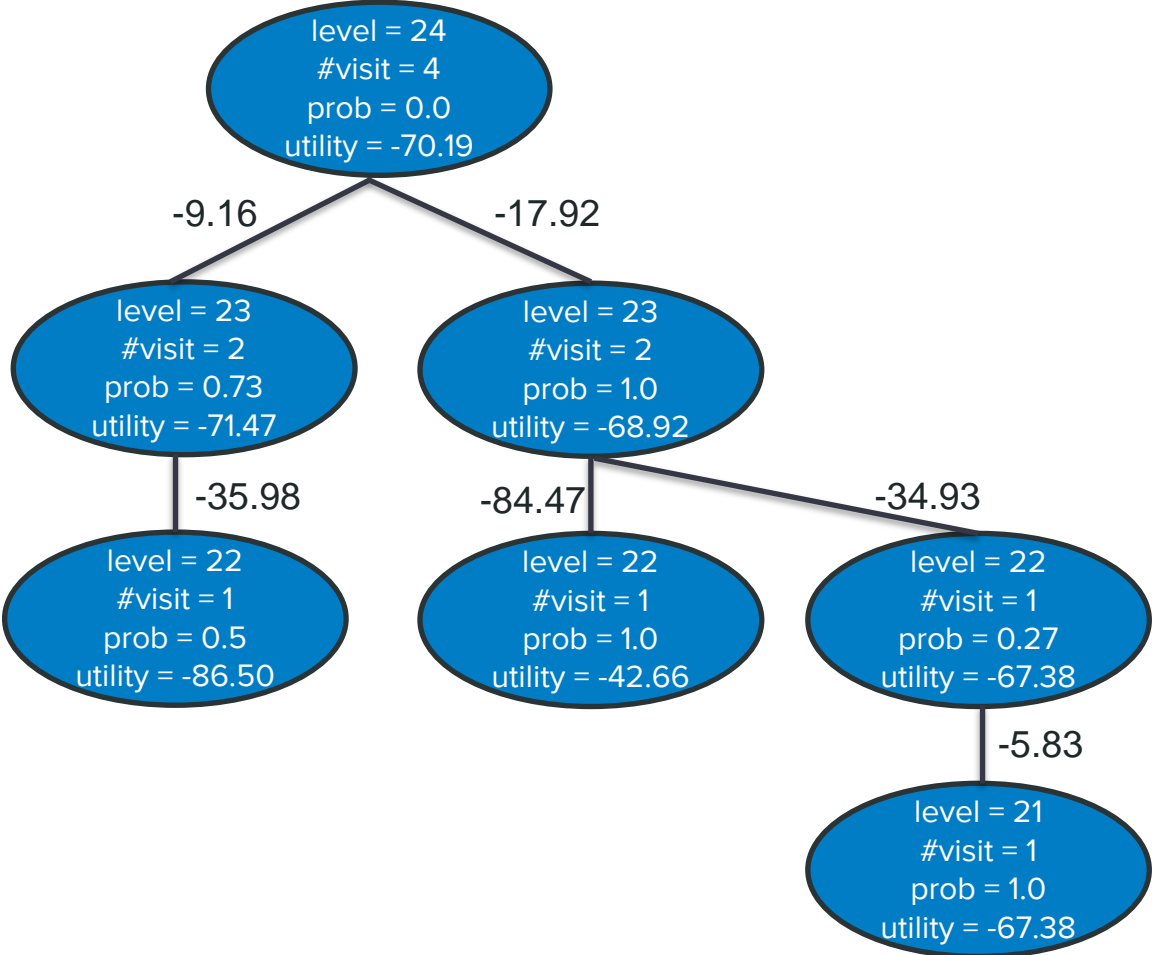 level = 24
#visit = 4
prob = 0.0
utility = -70.19
-9.16
-17.92
level = 23
#visit = 2
prob = 0.73
utility = -71.47
level = 23
#visit = 2
prob = 1.0
utility = -68.92
-35.98
-84.47
-34.93
level = 22
#visit = 1
prob = 0.5
utility = -86.50
level = 22
#visit = 1
prob = 1.0
utility = -42.66
level = 22
#visit = 1
prob = 0.27
utility = -67.38
-5.83
level = 21
#visit = 1
prob = 1.0
utility = -67.38